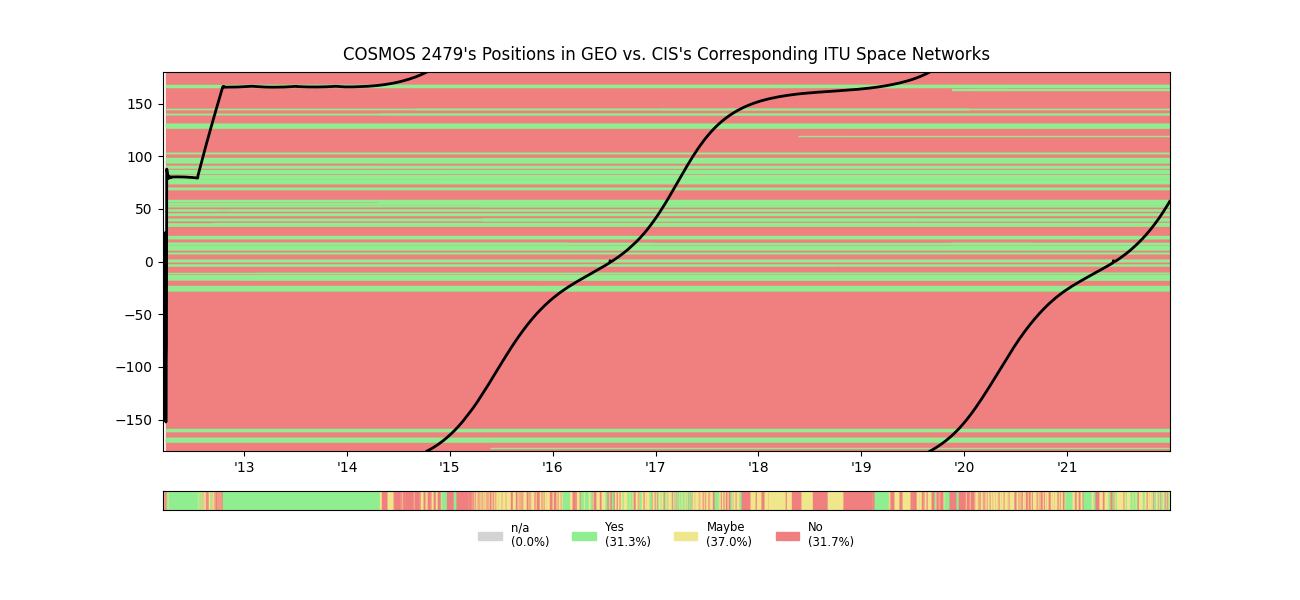 COSMOS 2479's Positions in GEO vs. CIS's Corresponding ITU Space Networks
150
100
50
0
−50
−100
−150
'13 '14 '15 '16 '17 '18 '19 '20 '21
n/a Yes Maybe No
(0.0%) (31.3%) (37.0%) (31.7%)